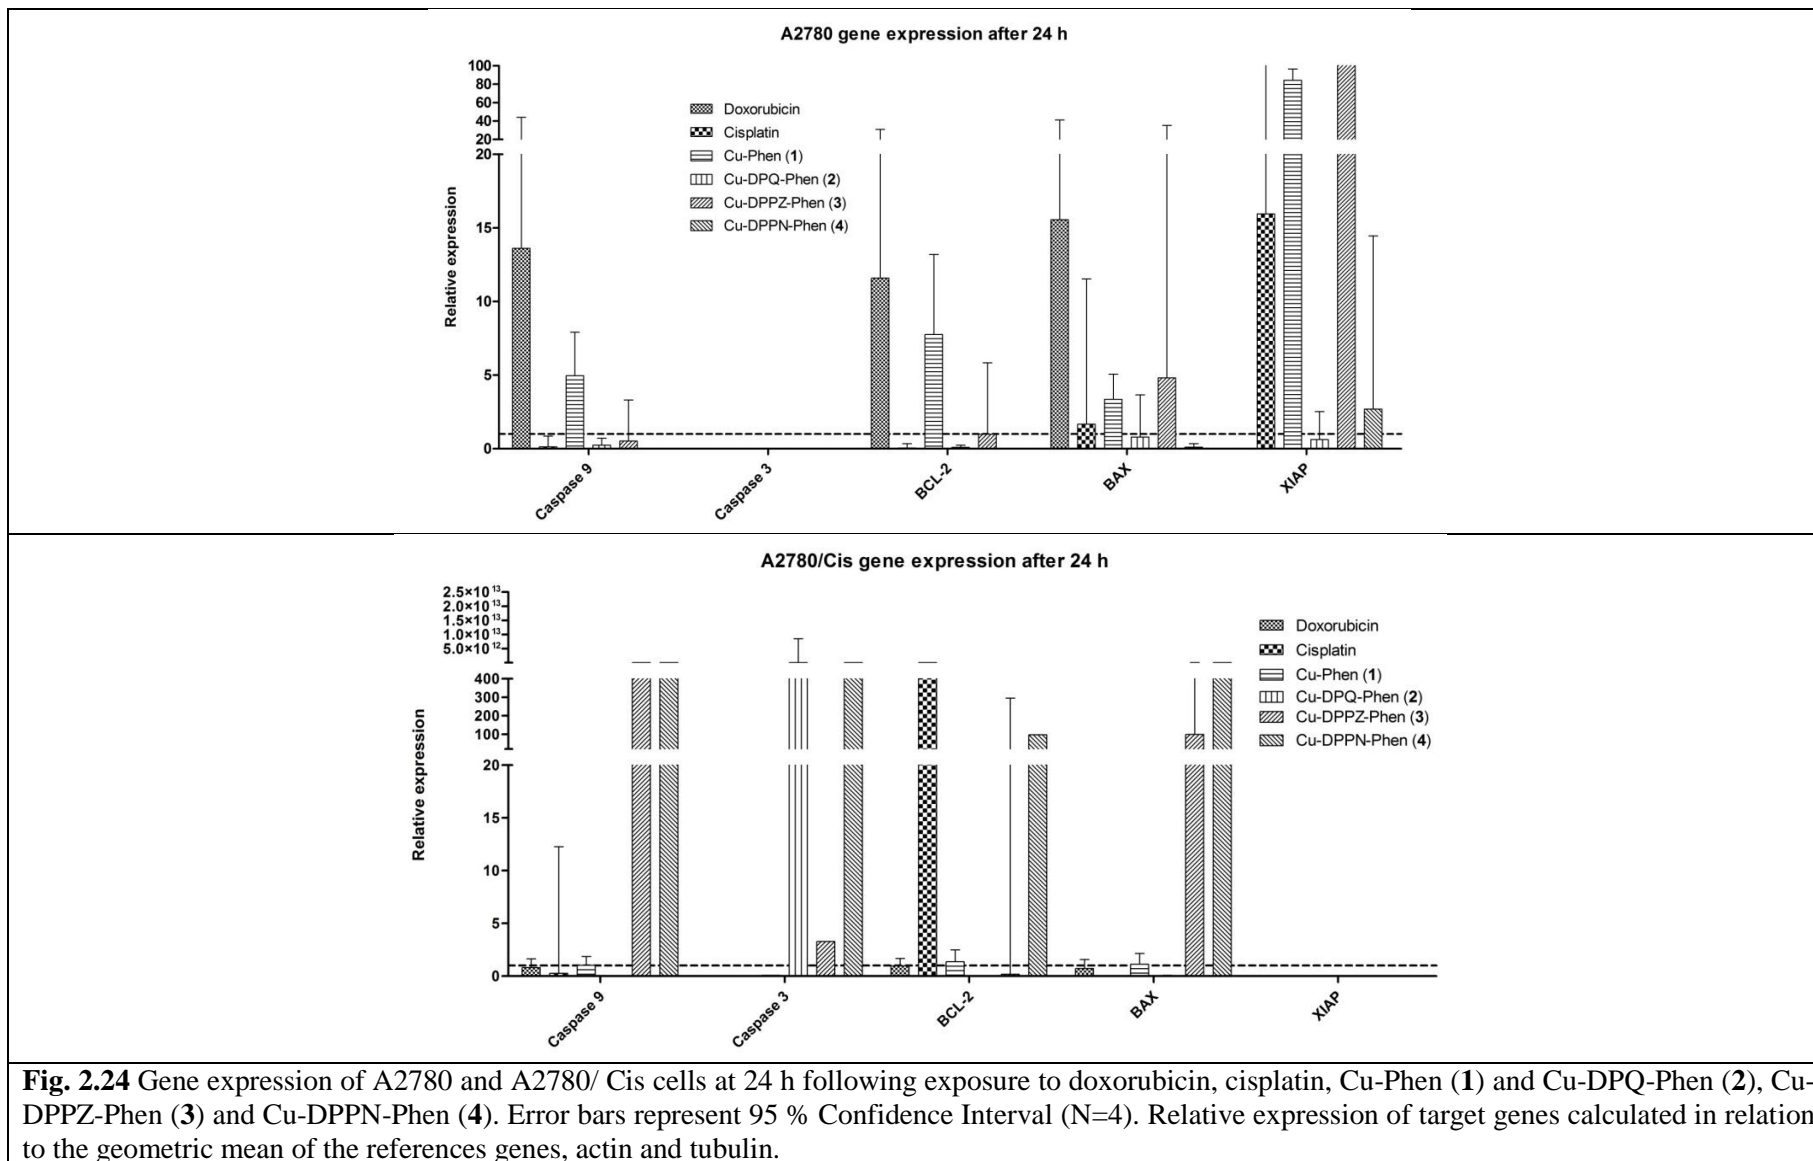 A2780 gene expression after 24 h
100
80
60
40
20
20
15
10
5
0
Relative expression
Doxorubicin
Cisplatin
Cu-Phen (1)
Cu-DPQ-Phen (2)
Cu-DPPZ-Phen (3)
Cu-DPPN-Phen (4)
Caspase 9
Caspase 3
BCL-2
BAX
XIAP
A2780/Cis gene expression after 24 h
2.5×10¹³
2.0×10¹³
1.5×10¹³
1.0×10¹³
5.0×10¹²
400
300
200
100
20
15
10
5
0
Relative expression
Doxorubicin
Cisplatin
Cu-Phen (1)
Cu-DPQ-Phen (2)
Cu-DPPZ-Phen (3)
Cu-DPPN-Phen (4)
Caspase 9
Caspase 3
BCL-2
BAX
XIAP
Fig. 2.24 Gene expression of A2780 and A2780/ Cis cells at 24 h following exposure to doxorubicin, cisplatin, Cu-Phen (1) and Cu-DPQ-Phen (2), Cu-
DPPZ-Phen (3) and Cu-DPPN-Phen (4). Error bars represent 95 % Confidence Interval (N=4). Relative expression of target genes calculated in relation
to the geometric mean of the references genes, actin and tubulin.